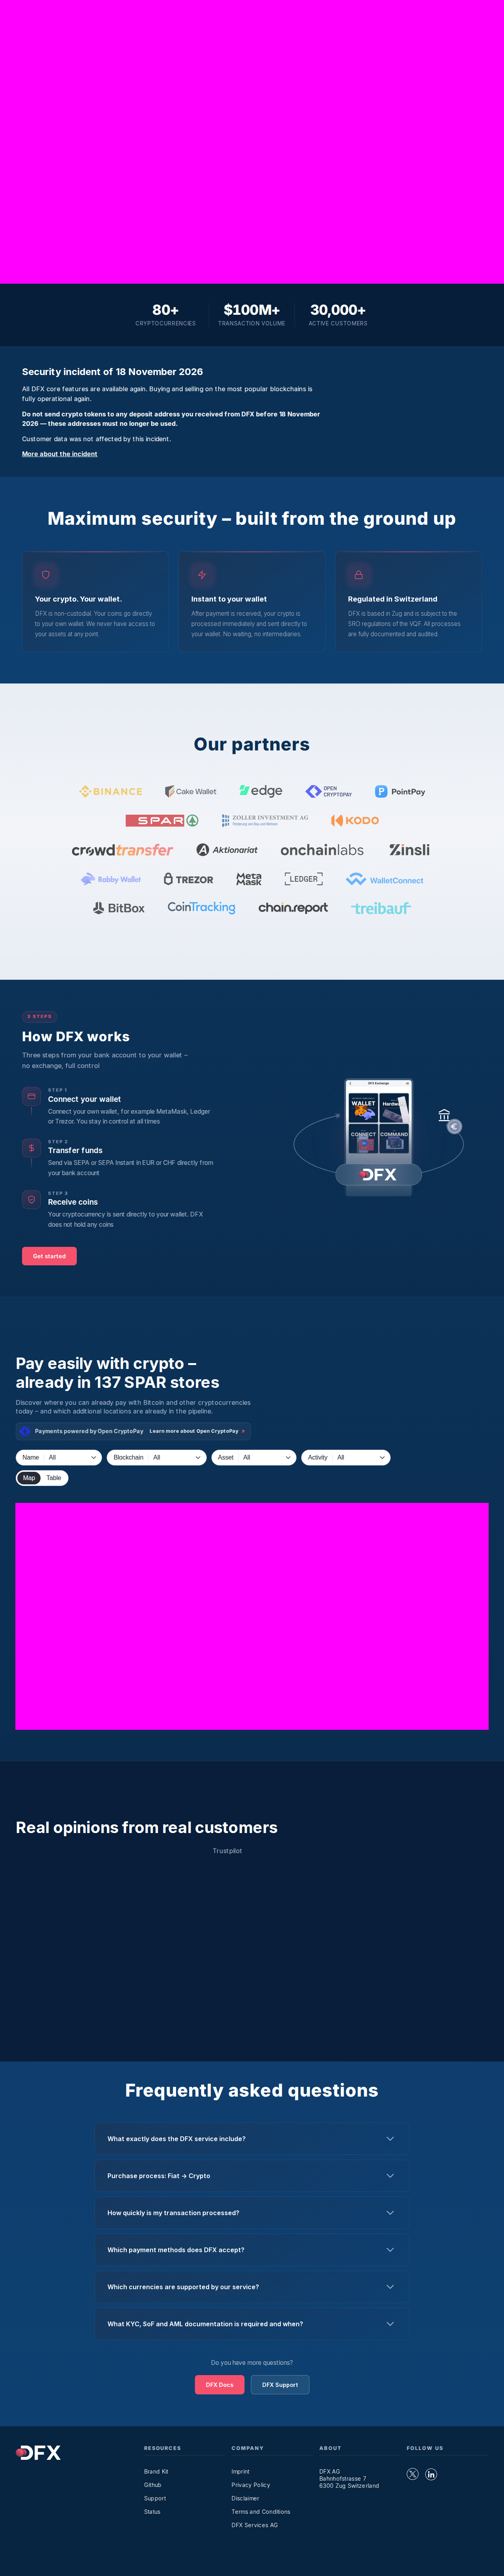 80+
CRYPTOCURRENCIES
$100M+
TRANSACTION VOLUME
30,000+
ACTIVE CUSTOMERS
Security incident of 18 November 2026
All DFX core features are available again. Buying and selling on the most popular blockchains is
fully operational again.
Do not send crypto tokens to any deposit address you received from DFX before 18 November
2026 — these addresses must no longer be used.
Customer data was not affected by this incident.
More about the incident
Maximum security – built from the ground up
Your crypto. Your wallet.
DFX is non-custodial. Your coins go directly
to your own wallet. We never have access to
your assets at any point.
Instant to your wallet
After payment is received, your crypto is
processed immediately and sent directly to
your wallet. No waiting, no intermediaries.
Regulated in Switzerland
DFX is based in Zug and is subject to the
SRO regulations of the VQF. All processes
are fully documented and audited.
Our partners
BINANCE
Cake Wallet
edge
OPEN
CRYPTOPAY
PointPay
SPAR
ZOLLER INVESTMENT AG
KODO
crowdtransfer
Aktionariat
onchainlabs
Zinsli
Rabby Wallet
TREZOR
META
MASK
LEDGER
WalletConnect
BitBox
CoinTracking
chain.report
treibauf
3 STEPS
How DFX works
Three steps from your bank account to your wallet –
no exchange, full control
STEP 1
Connect your wallet
Connect your own wallet, for example MetaMask, Ledger
or Trezor. You stay in control at all times
STEP 2
Transfer funds
Send via SEPA or SEPA Instant in EUR or CHF directly from
your bank account
STEP 3
Receive coins
Your cryptocurrency is sent directly to your wallet. DFX
does not hold any coins
Get started
DFX Exchange
WALLET
Hardware
CONNECT
COMMAND
€
DFX
Pay easily with crypto –
already in 137 SPAR stores
Discover where you can already pay with Bitcoin and other cryptocurrencies
today – and which additional locations are already in the pipeline.
Payments powered by Open CryptoPay
Learn more about Open CryptoPay
Name All
Blockchain All
Asset All
Activity All
Map Table
Real opinions from real customers
Trustpilot
Frequently asked questions
What exactly does the DFX service include?
Purchase process: Fiat → Crypto
How quickly is my transaction processed?
Which payment methods does DFX accept?
Which currencies are supported by our service?
What KYC, SoF and AML documentation is required and when?
Do you have more questions?
DFX Docs
DFX Support
DFX
RESOURCES
Brand Kit
Github
Support
Status
COMPANY
Imprint
Privacy Policy
Disclaimer
Terms and Conditions
DFX Services AG
ABOUT
DFX AG
Bahnhofstrasse 7
6300 Zug Switzerland
FOLLOW US